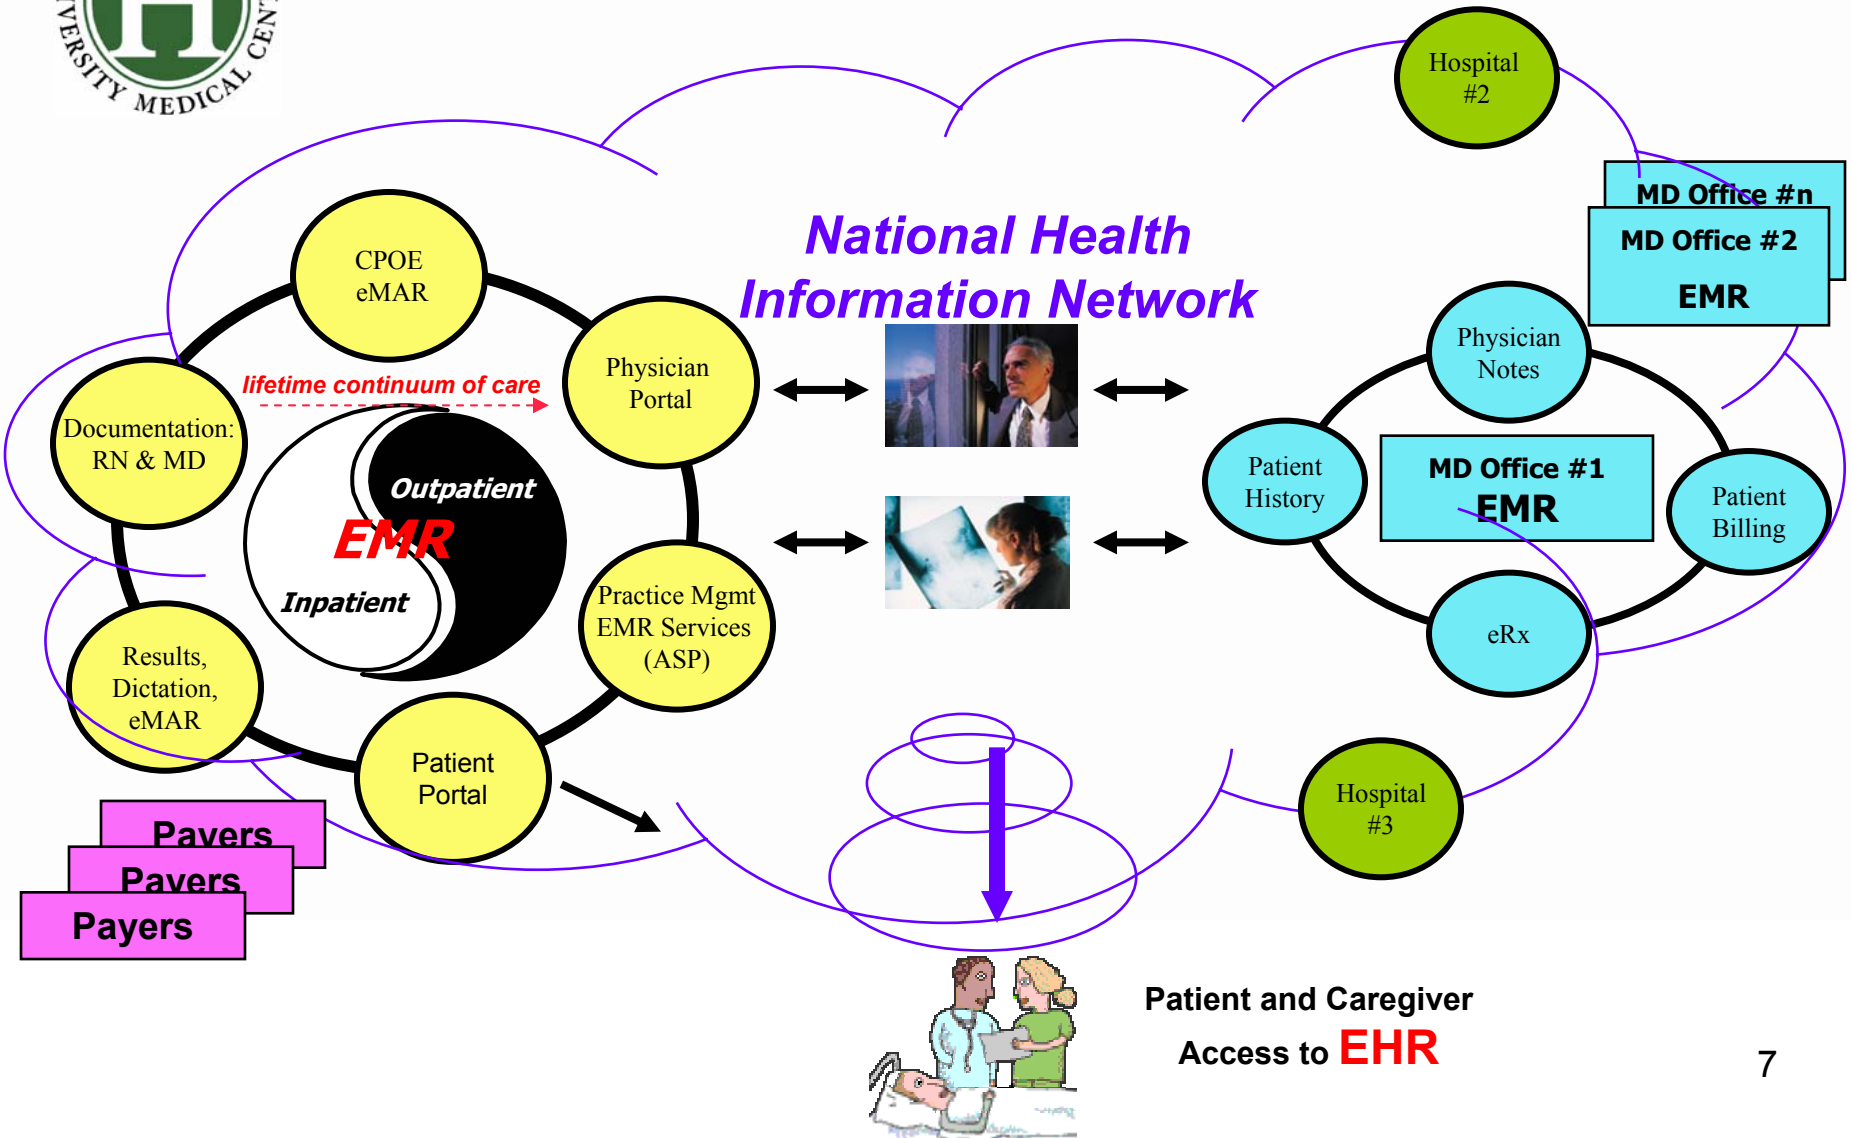 MEDICAL
Hospital
#2
MD Office #n
MD Office #2
EMR
National Health
Information Network
CPOE
eMAR
Physician
Portal
lifetime continuum of care
Documentation:
RN & MD
Outpatient
EMR
Inpatient
Practice Mgmt
EMR Services
(ASP)
Results,
Dictation,
eMAR
Patient
Portal
Physician
Notes
Patient
History
MD Office #1
EMR
Patient
Billing
eRx
Hospital
#3
Payers
Payers
Payers
Patient and Caregiver
Access to EHR
7